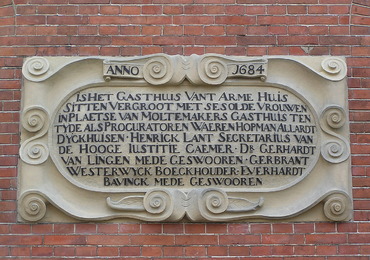 ANNO 1684
IS HET GASTHUIS VANT ARME HUIS
SITTEN VERGROOT MET SES OLDE VROUWEN
IN PLAETSE VAN MOLTEMAKERS GASTHUIS TEN
TYDE ALS PROCURATOREN WAEREN HOPMAN ALLARDT
DYCKHUISEN · HENRICK LANT SECRETARIUS VAN
DE HOOGE IUSTITIE CAEMER · DS GERHARDT
VAN LINGEN MEDE GESWOOREN · GERBRANT
WESTERWYCK BOECKHOUDER · EVERHARDT
BAVINCK MEDE GESWOOREN